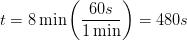 t = 8 min (60s / 1 min) = 480s